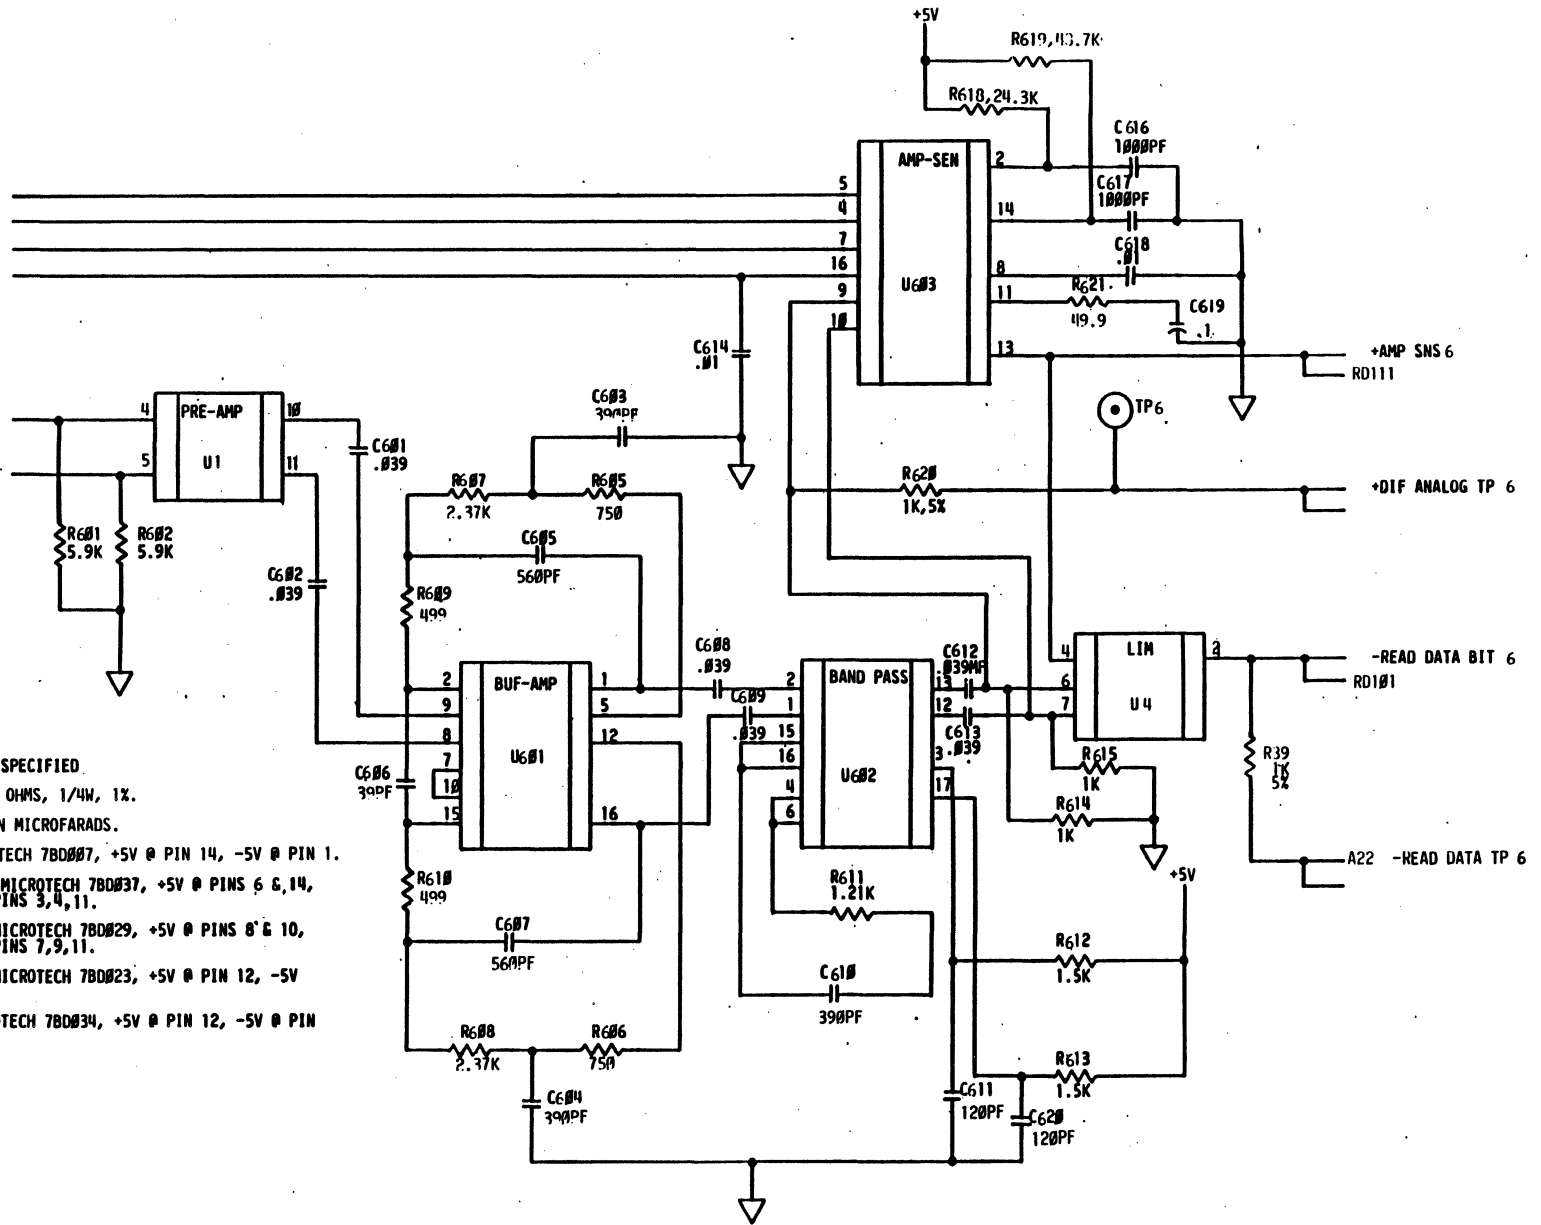 +5V
R619,43.7K
R618,24.3K
C616
1000PF
C617
1000PF
C618
.01
R621
49.9
C619
.1
AMP-SEN
U603
5
4
7
16
9
10
2
14
8
11
13
+AMP SNS 6
RD111
C614
.01
C603
390PF
TP6
PRE-AMP
U1
4
5
10
11
C601
.039
R607
2.37K
R605
750
R620
1K,5%
+DIF ANALOG TP 6
R601
5.9K
R602
5.9K
C602
.039
C605
560PF
R609
499
C608
.039
C609
.039
C612
.039MF
C613
.039
BUF-AMP
U601
2
9
8
7
10
15
1
5
12
16
BAND PASS
U602
2
1
15
16
4
6
13
12
3
17
LIM
U4
4
6
7
2
-READ DATA BIT 6
RD101
C606
39PF
R615
1K
R614
1K
R39
1K
5%
A22 -READ DATA TP 6
SPECIFIED
OHMS, 1/4W, 1%.
N MICROFARADS.
TECH 7BD007, +5V @ PIN 14, -5V @ PIN 1.
MICROTECH 7BD037, +5V @ PINS 6 & 14,
PINS 3,4,11.
MICROTECH 7BD029, +5V @ PINS 8 & 10,
PINS 7,9,11.
MICROTECH 7BD023, +5V @ PIN 12, -5V
TECH 7BD034, +5V @ PIN 12, -5V @ PIN
R610
499
C607
560PF
R611
1.21K
C610
390PF
+5V
R612
1.5K
R613
1.5K
R608
2.37K
R606
750
C604
390PF
C611
120PF
C620
120PF